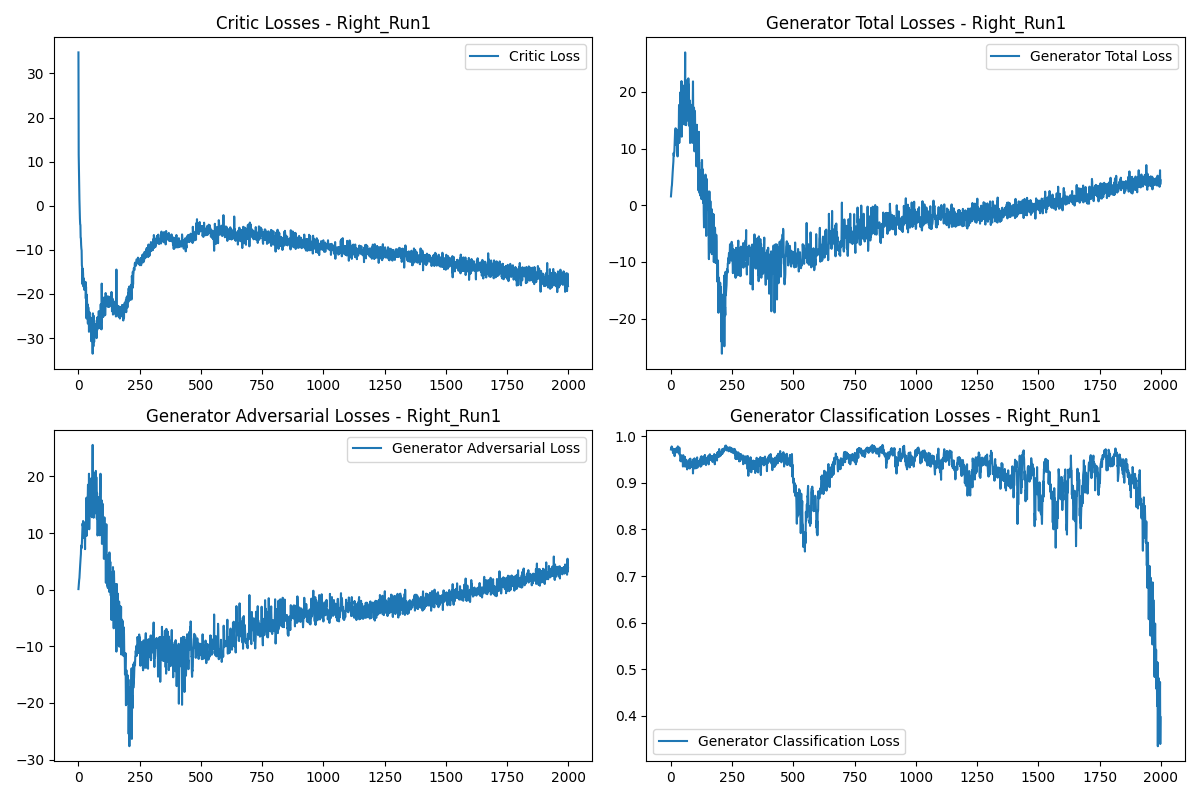 Critic Losses - Right_Run1
Critic Loss
30
20
10
0
−10
−20
−30
0 250 500 750 1000 1250 1500 1750 2000
Generator Total Losses - Right_Run1
Generator Total Loss
20
10
0
−10
−20
0 250 500 750 1000 1250 1500 1750 2000
Generator Adversarial Losses - Right_Run1
Generator Adversarial Loss
20
10
0
−10
−20
−30
0 250 500 750 1000 1250 1500 1750 2000
Generator Classification Losses - Right_Run1
1.0
0.9
0.8
0.7
0.6
0.5
0.4
Generator Classification Loss
0 250 500 750 1000 1250 1500 1750 2000